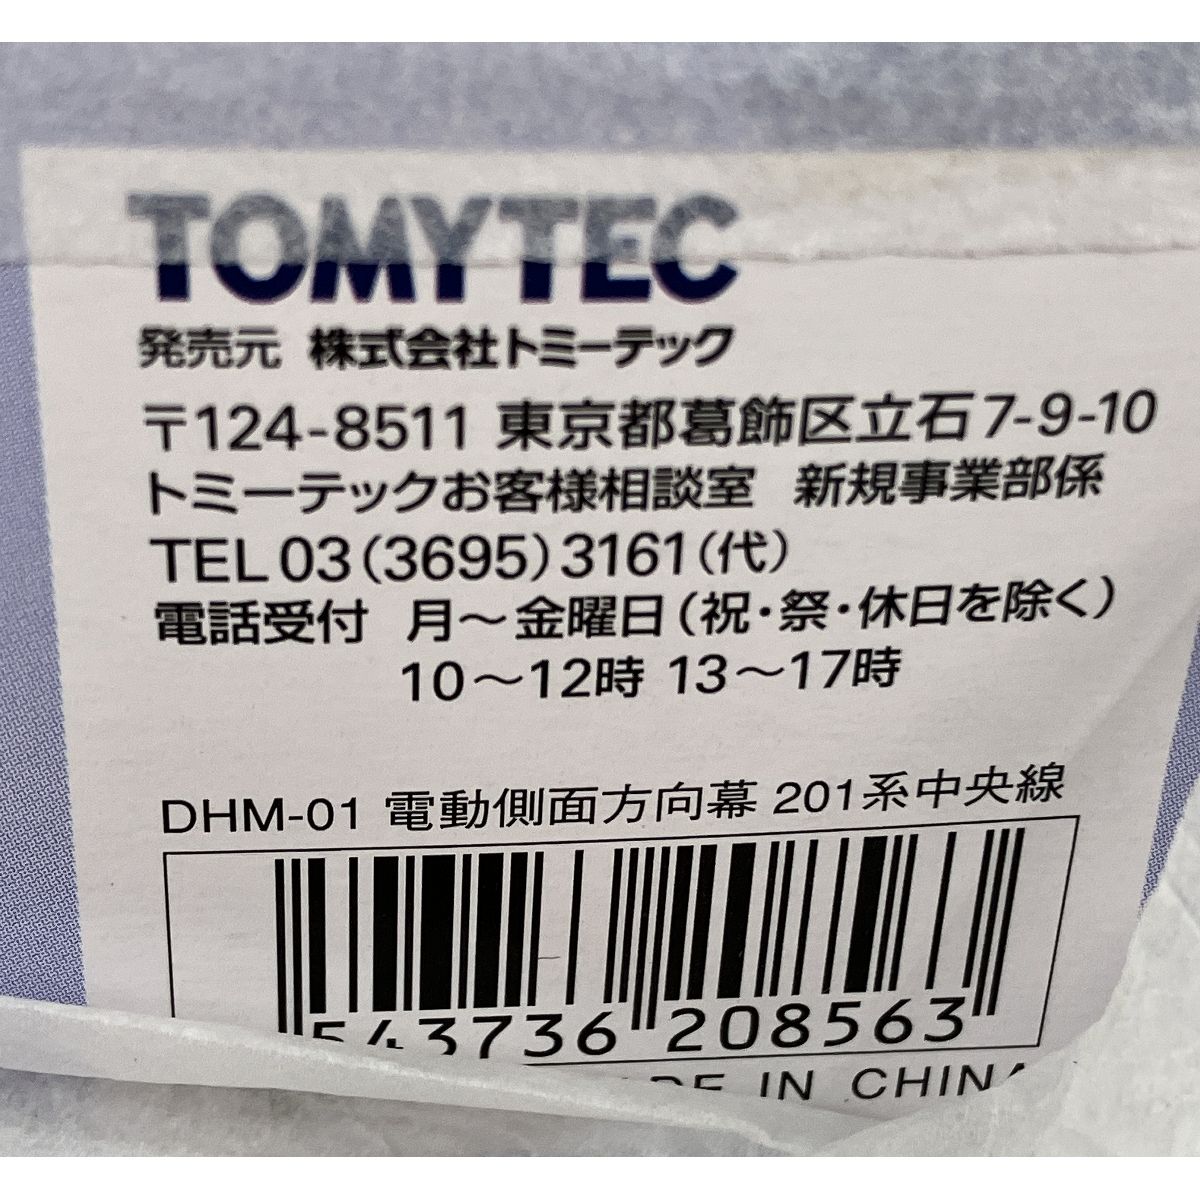 TOMYTEC
発売元 株式会社トミーテック
〒124-8511 東京都葛飾区立石7-9-10
トミーテックお客様相談室 新規事業部係
TEL 03(3695)3161(代)
電話受付 月～金曜日(祝・祭・休日を除く)
10～12時 13～17時
DHM-01 電動側面方向幕 201系中央線
543736 208563
IN CHINA